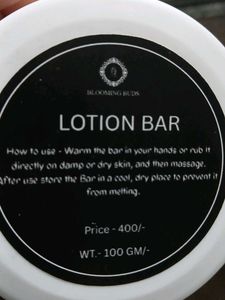 BLOOMING BUDS
LOTION BAR
How to use - Warm the bar in your hands or rub it
directly on damp or dry skin, and then massage.
After use store the Bar in a cool, dry place to prevent it
from melting.
Price - 400/-
WT.- 100 GM/-